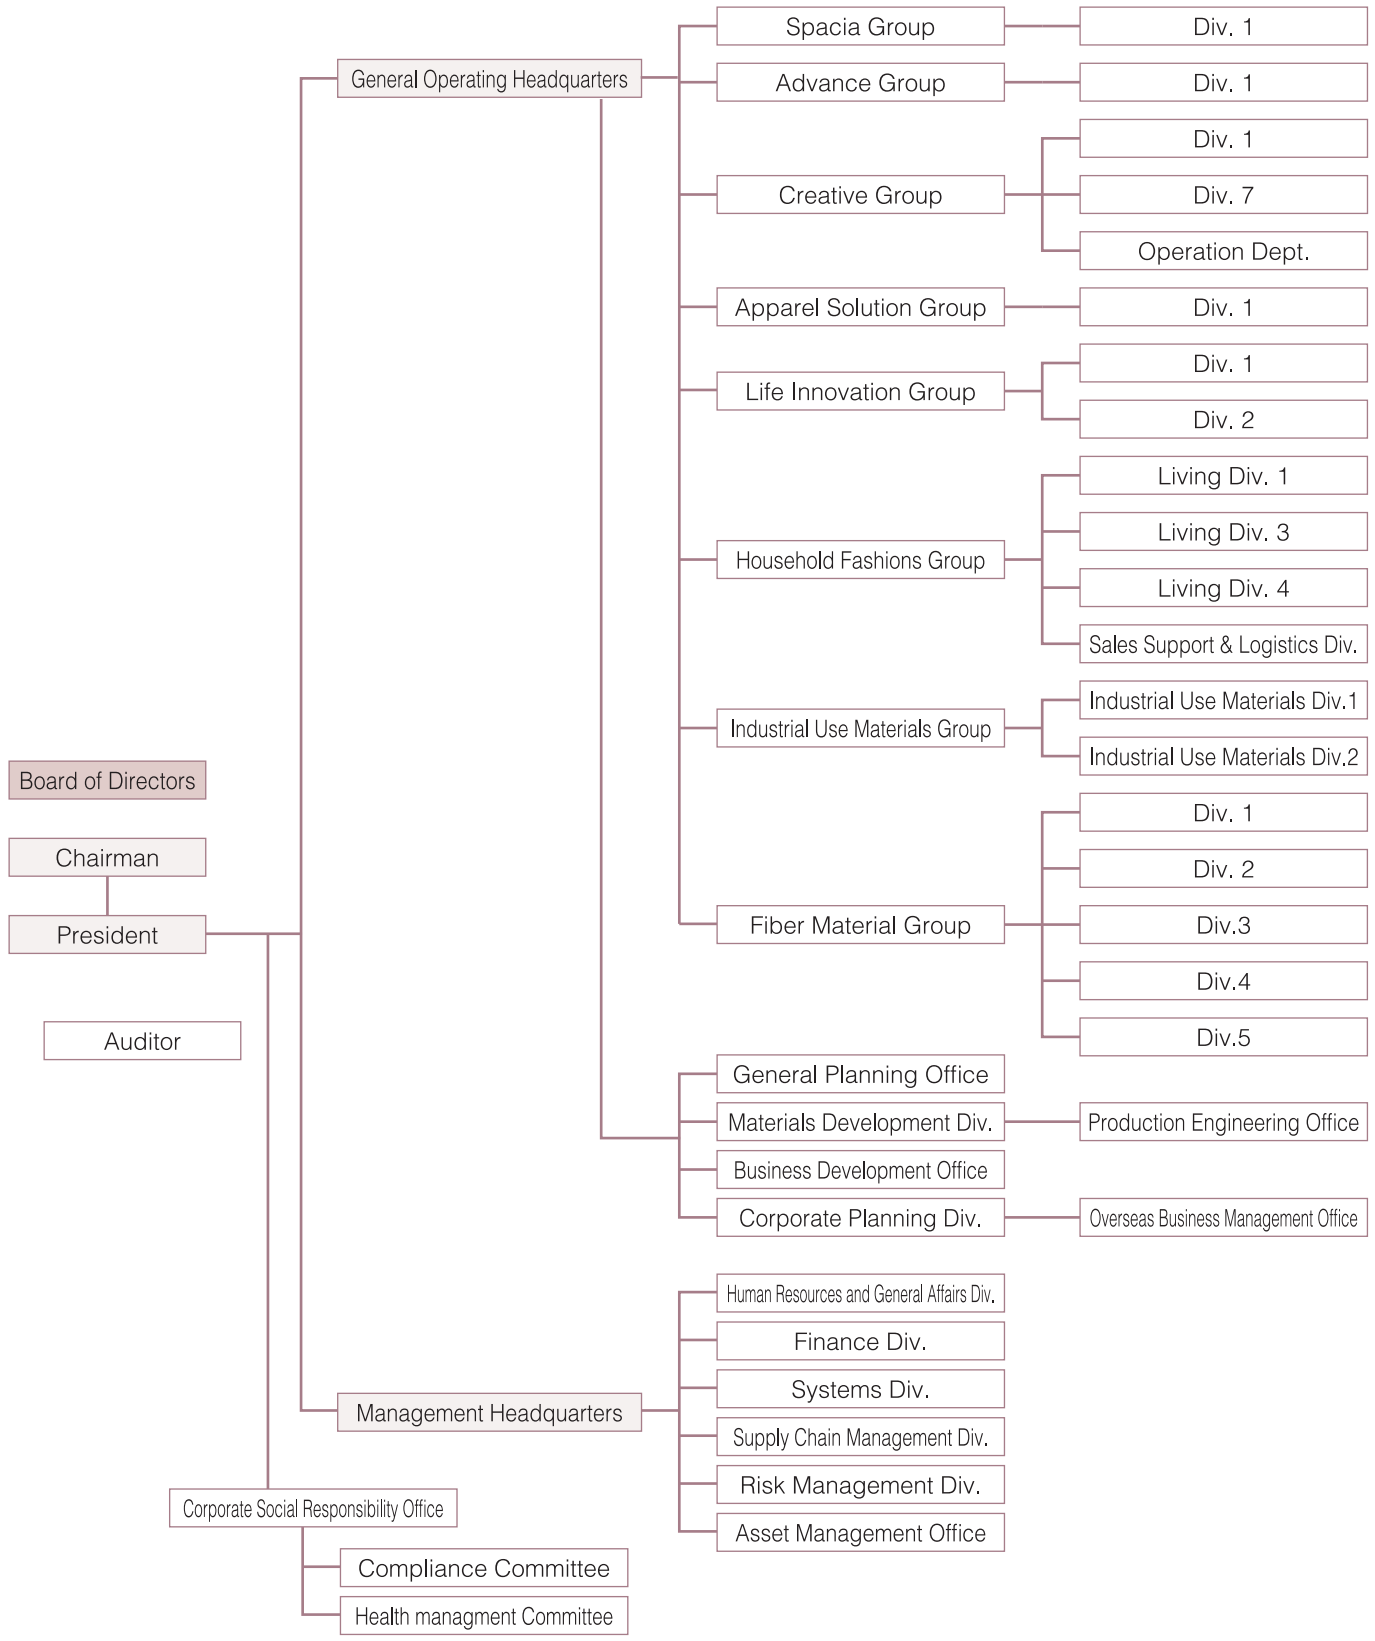 Board of Directors
Chairman
President
Auditor
General Operating Headquarters
Spacia Group
Div. 1
Advance Group
Div. 1
Creative Group
Div. 1
Div. 7
Operation Dept.
Apparel Solution Group
Div. 1
Life Innovation Group
Div. 1
Div. 2
Household Fashions Group
Living Div. 1
Living Div. 3
Living Div. 4
Sales Support & Logistics Div.
Industrial Use Materials Group
Industrial Use Materials Div.1
Industrial Use Materials Div.2
Fiber Material Group
Div. 1
Div. 2
Div.3
Div.4
Div.5
General Planning Office
Materials Development Div.
Production Engineering Office
Business Development Office
Corporate Planning Div.
Overseas Business Management Office
Management Headquarters
Human Resources and General Affairs Div.
Finance Div.
Systems Div.
Supply Chain Management Div.
Risk Management Div.
Asset Management Office
Corporate Social Responsibility Office
Compliance Committee
Health managment Committee